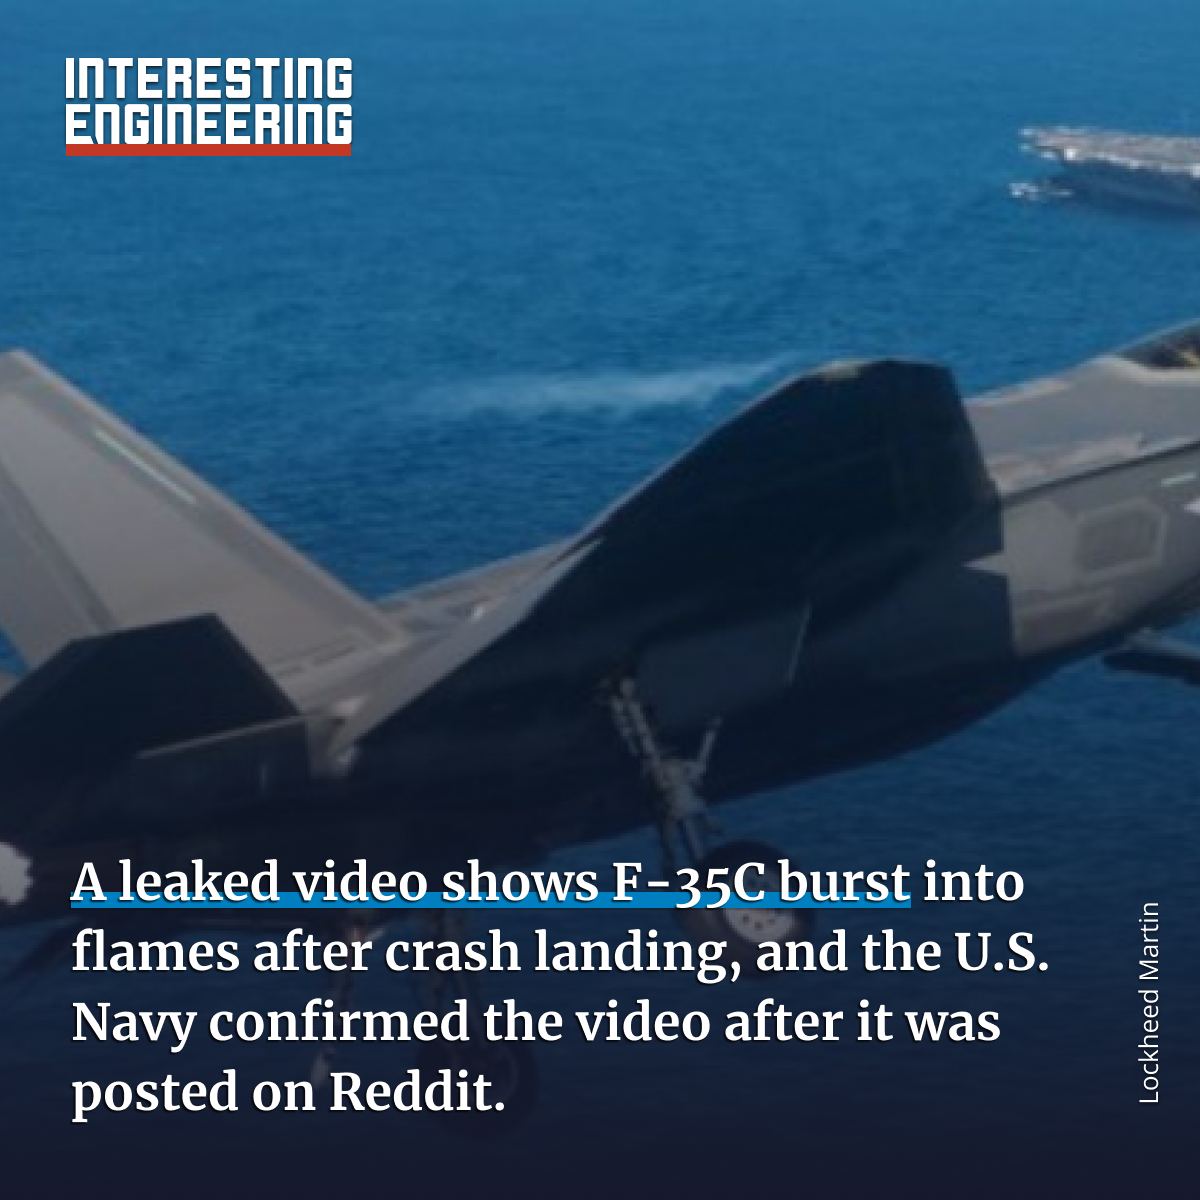 INTERESTING
ENGINEERING
A leaked video shows F-35C burst into
flames after crash landing, and the U.S.
Navy confirmed the video after it was
posted on Reddit.
Lockheed Martin